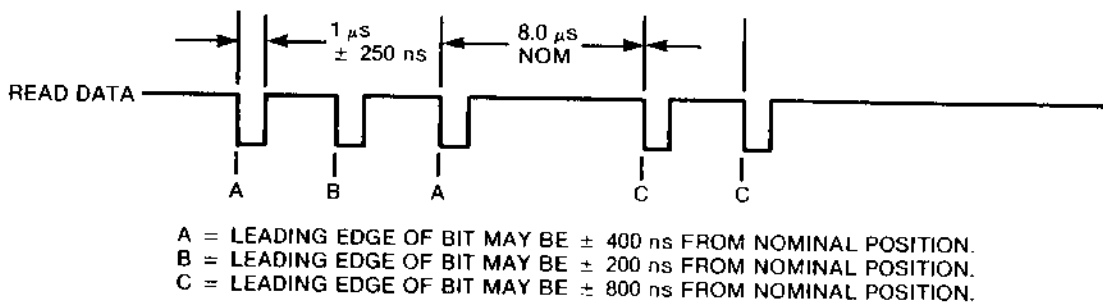 1 μs
± 250 ns
8.0 μs
NOM
READ DATA
A B A C C
A = LEADING EDGE OF BIT MAY BE ± 400 ns FROM NOMINAL POSITION.
B = LEADING EDGE OF BIT MAY BE ± 200 ns FROM NOMINAL POSITION.
C = LEADING EDGE OF BIT MAY BE ± 800 ns FROM NOMINAL POSITION.